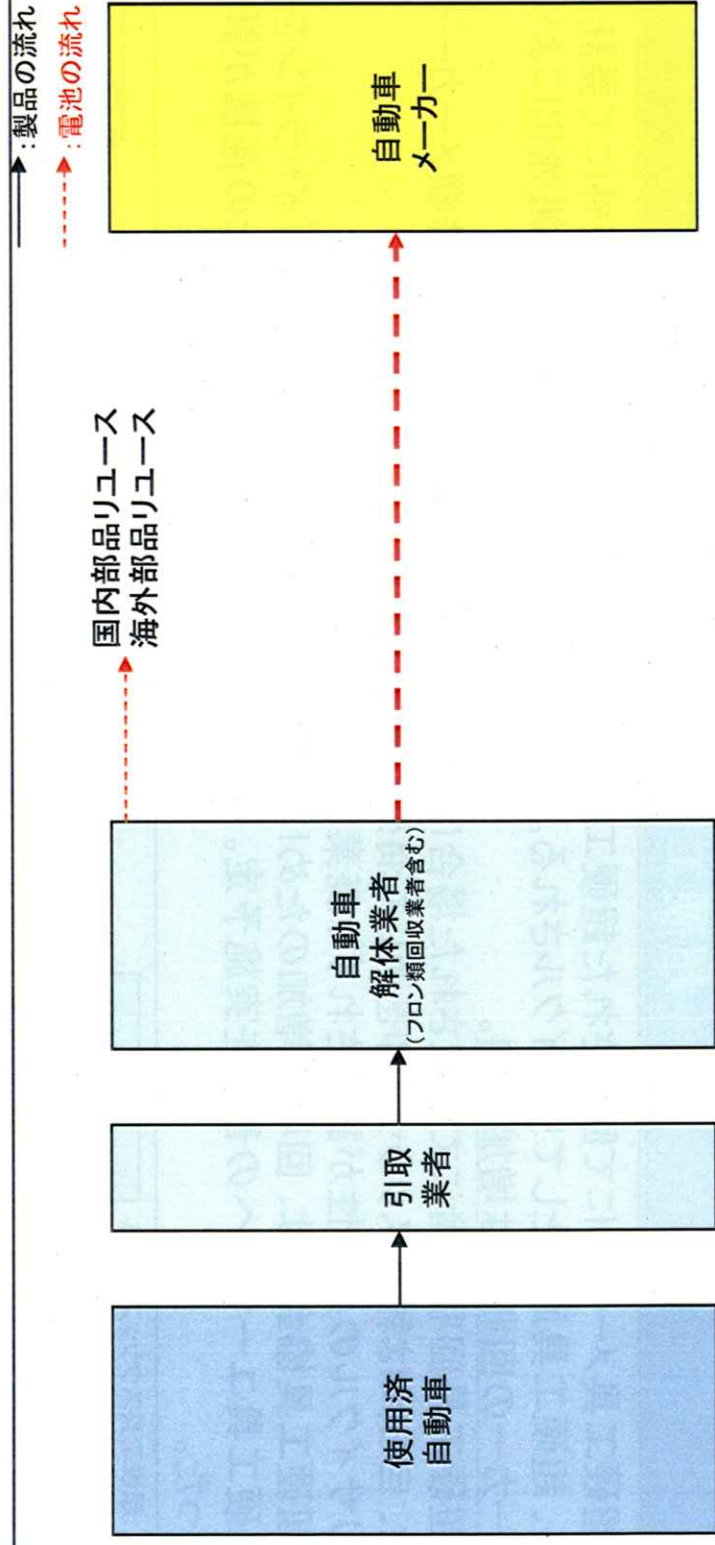 ：製品の流れ
：電池の流れ
使用済
自動車
引取
業者
自動車
解体業者
（フロン類回収業者含む）
国内部品リユース
海外部品リユース
自動車
メーカー